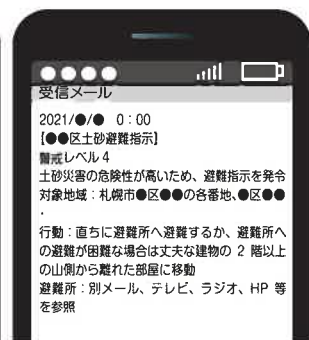 受信メール
2021/●/● 0：00
【●●区土砂避難指示】
警戒レベル４
土砂災害の危険性が高いため、避難指示を発令
対象地域：札幌市●区●●の各番地、●区●●
・
行動：直ちに避難所へ避難するか、避難所へ
の避難が困難な場合は丈夫な建物の ２ 階以上
の山側から離れた部屋に移動
避難所：別メール、テレビ、ラジオ、HP 等
を参照